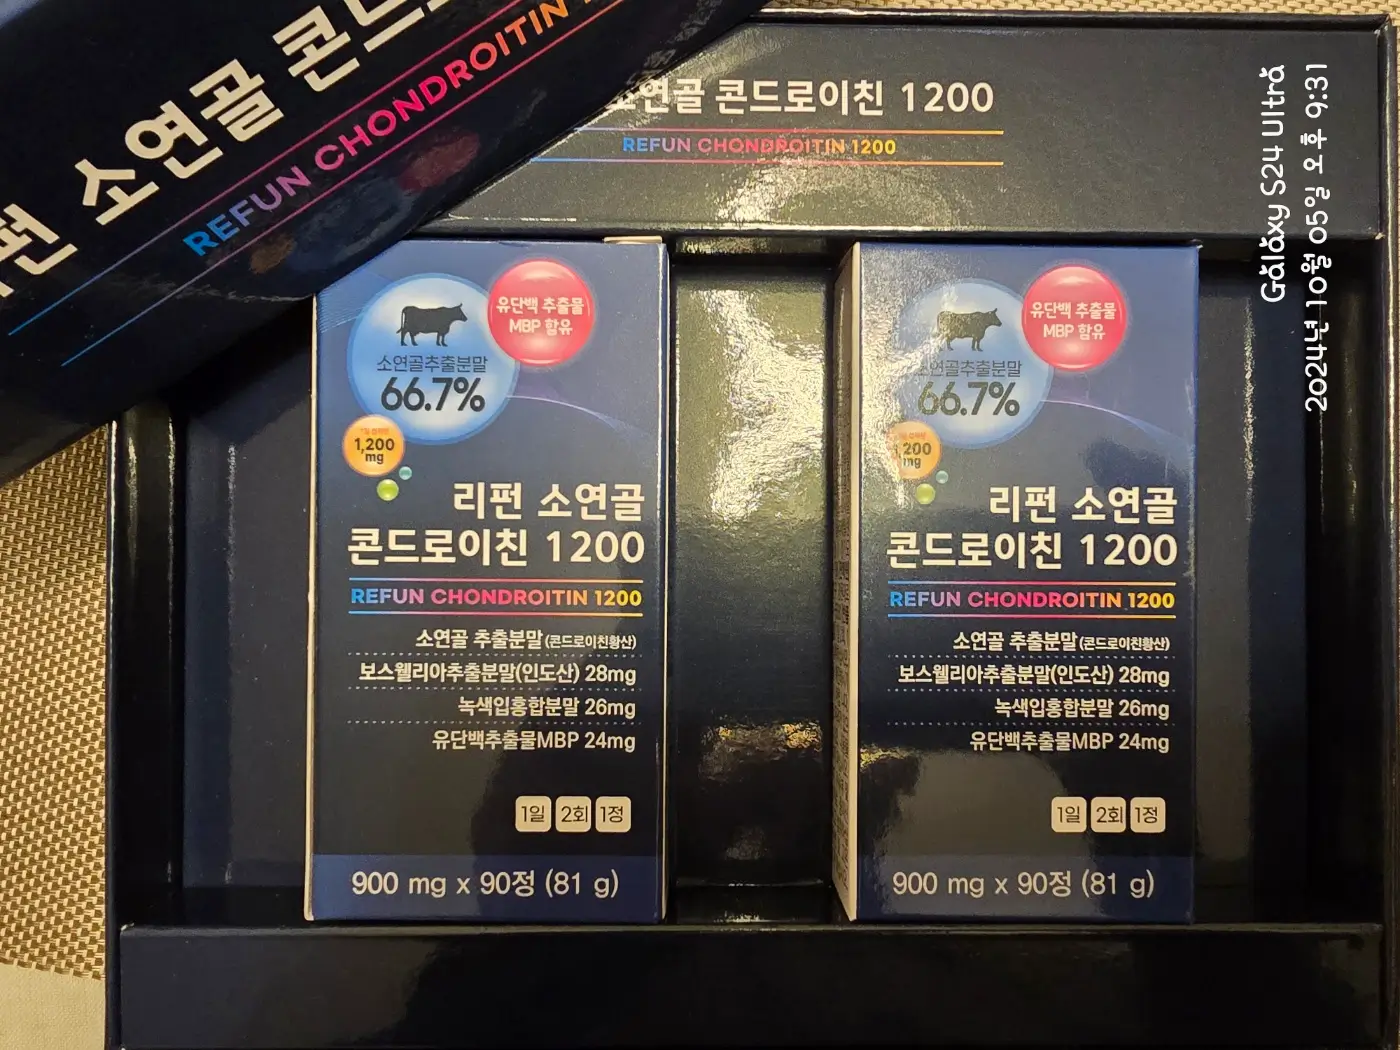 펀 소연골 콘드
REFUN CHONDROITIN 1
소연골 콘드로이친 1200
REFUN CHONDROITIN 1200
Galaxy S24 Ultra
2024년 10월 05일 오후 9:31
유단백 추출물
MBP 함유
소연골추출분말
66.7%
1,200
mg
리펀 소연골
콘드로이친 1200
REFUN CHONDROITIN 1200
소연골 추출분말(콘드로이친황산)
보스웰리아추출분말(인도산) 28mg
녹색입홍합분말 26mg
유단백추출물MBP 24mg
1일 2회 1정
900 mg x 90정 (81 g)
유단백 추출물
MBP 함유
소연골추출분말
66.7%
1,200
mg
리펀 소연골
콘드로이친 1200
REFUN CHONDROITIN 1200
소연골 추출분말(콘드로이친황산)
보스웰리아추출분말(인도산) 28mg
녹색입홍합분말 26mg
유단백추출물MBP 24mg
1일 2회 1정
900 mg x 90정 (81 g)